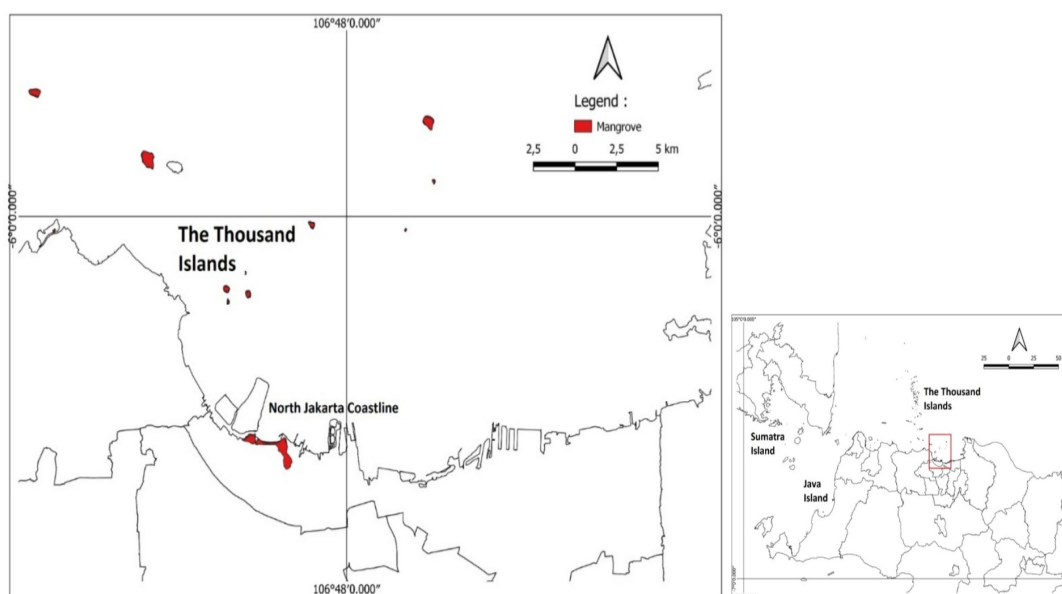 106°48′0.000″
Legend :
Mangrove
2,5 0 2,5 5 km
-6°0′0.000″
-6°0′0.000″
The Thousand
Islands
North Jakarta Coastline
106°48′0.000″
25 0 25 50
The Thousand
Islands
Sumatra
Island
Java
Island